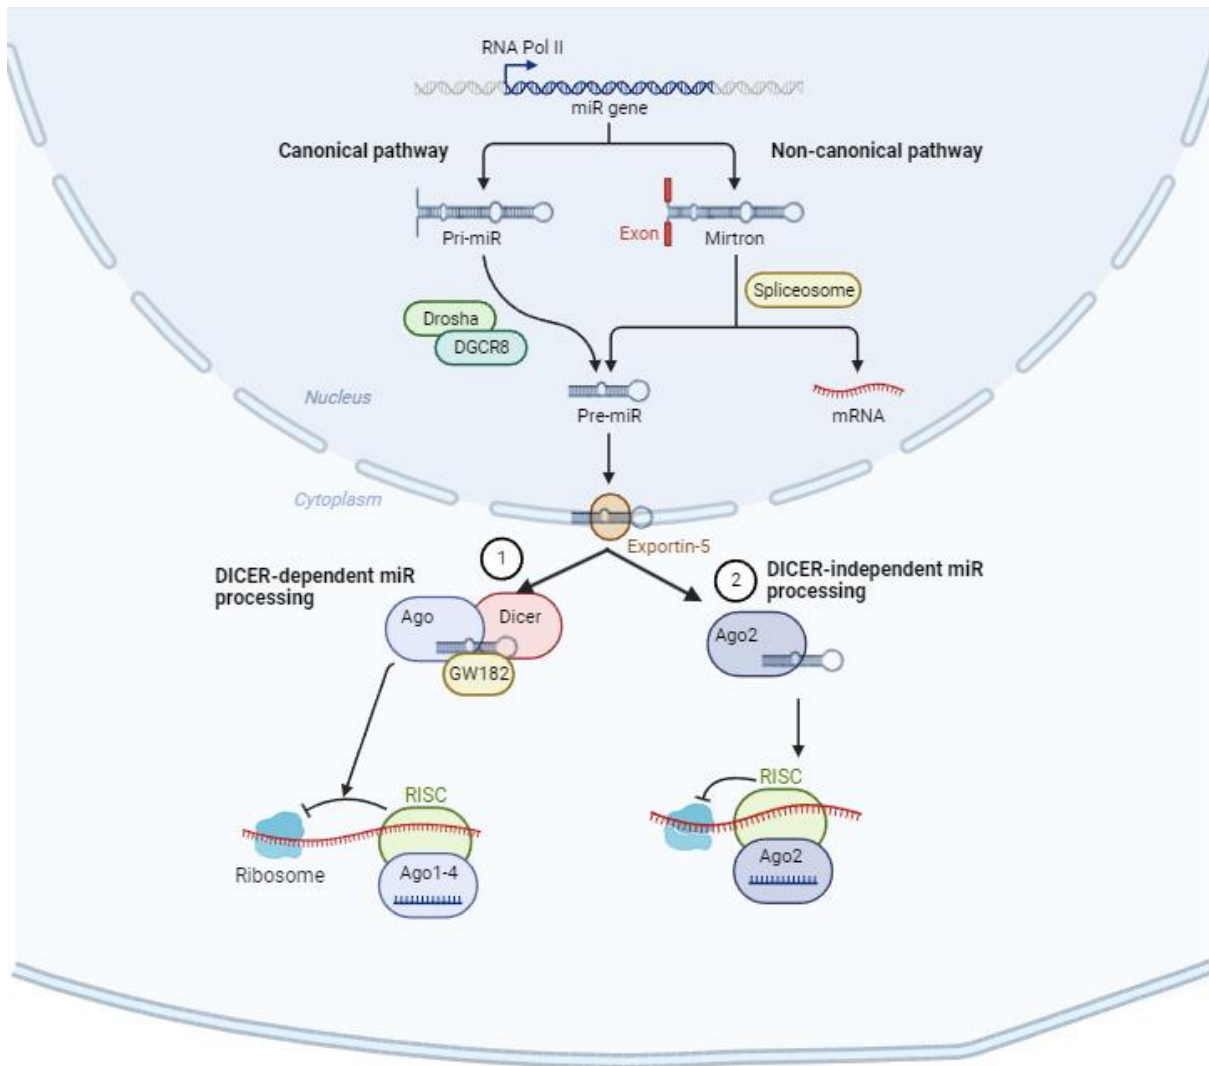 RNA Pol II
miR gene
Canonical pathway
Non-canonical pathway
Pri-miR
Exon
Mirtron
Spliceosome
Drosha
DGCR8
Nucleus
Pre-miR
mRNA
Cytoplasm
Exportin-5
1
DICER-dependent miR
processing
2
DICER-independent miR
processing
Ago
Dicer
GW182
Ago2
RISC
Ribosome
Ago1-4
RISC
Ago2